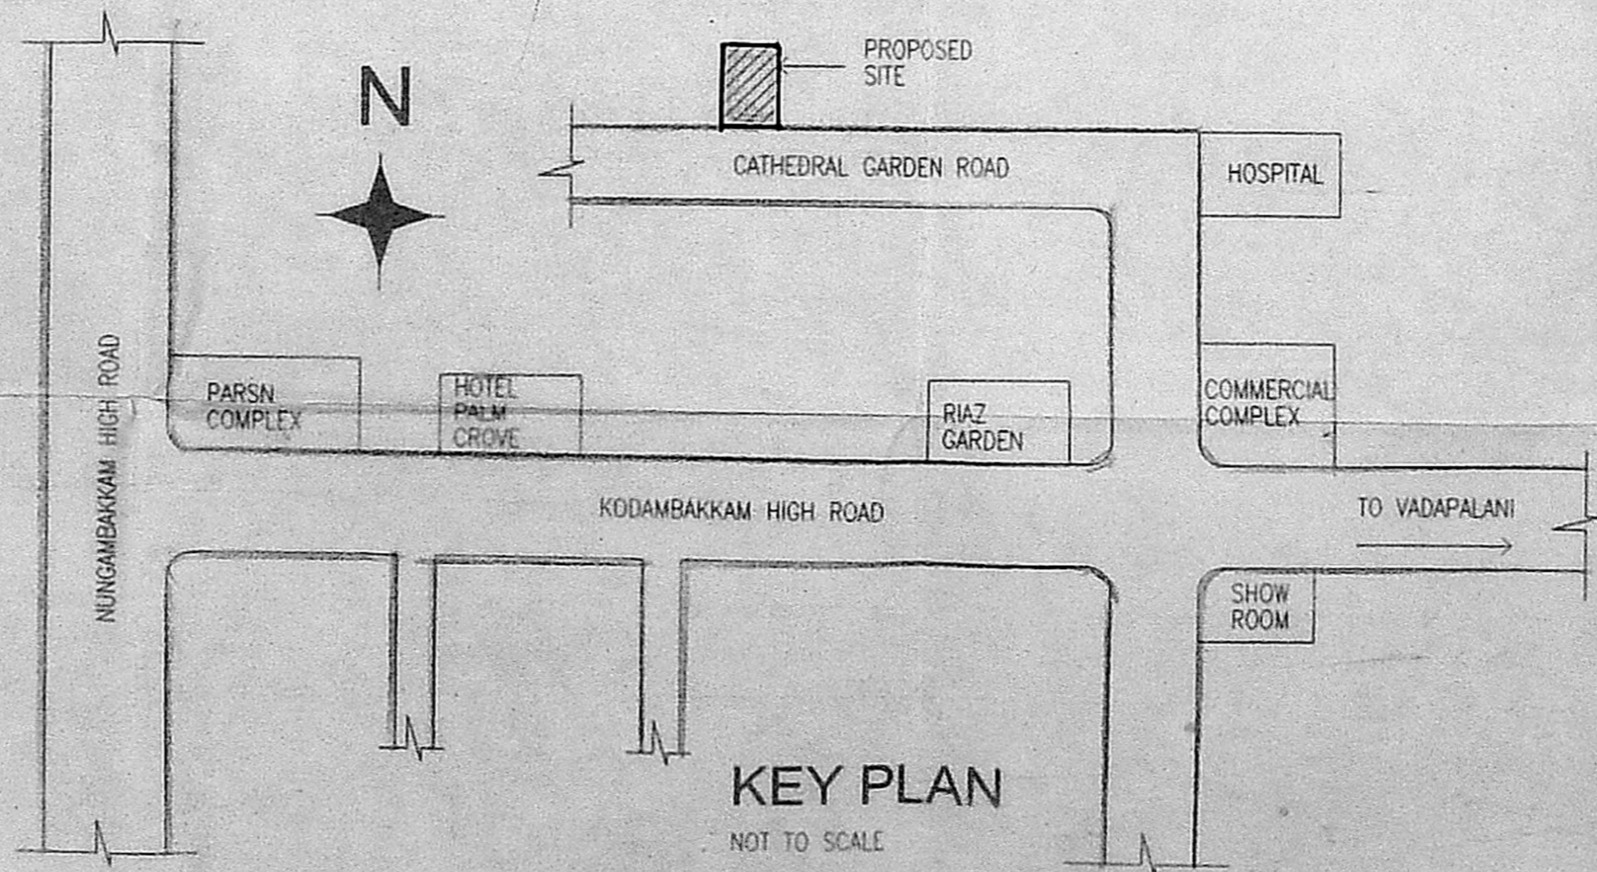 PROPOSED
SITE
N
CATHEDRAL GARDEN ROAD
HOSPITAL
NUNGAMBAKKAM HIGH ROAD
PARSN
COMPLEX
HOTEL
PALM
CROVE
RIAZ
GARDEN
COMMERCIAL
COMPLEX
KODAMBAKKAM HIGH ROAD
TO VADAPALANI
SHOW
ROOM
KEY PLAN
NOT TO SCALE